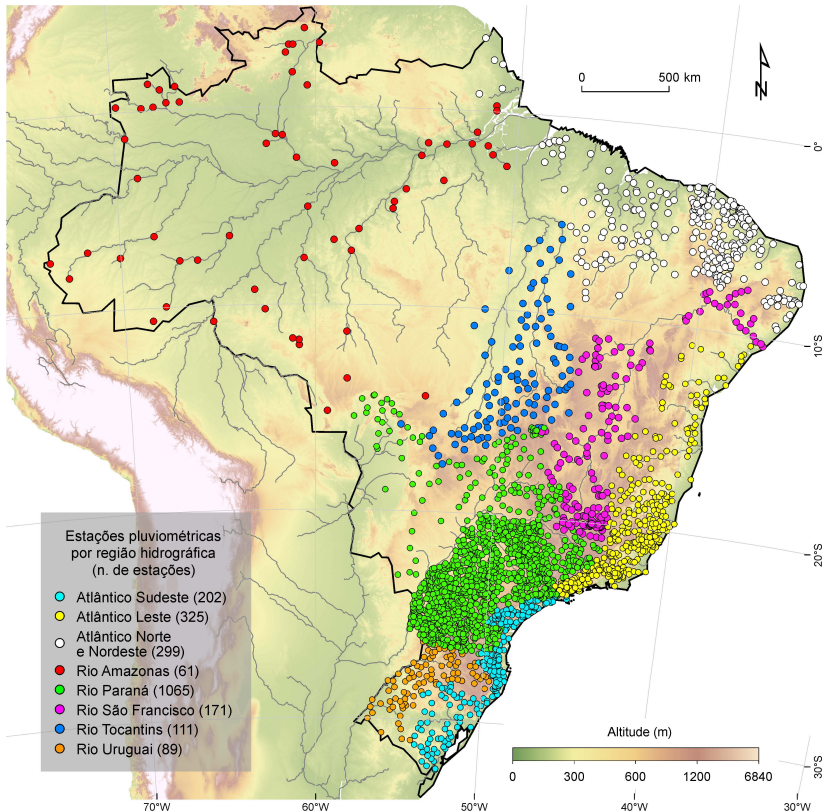 0 500 km
N
0°
10°S
20°S
30°S
Estações pluviométricas
por região hidrográfica
(n. de estações)
Atlântico Sudeste (202)
Atlântico Leste (325)
Atlântico Norte
e Nordeste (299)
Rio Amazonas (61)
Rio Paraná (1065)
Rio São Francisco (171)
Rio Tocantins (111)
Rio Uruguai (89)
Altitude (m)
0 300 600 1200 6840
70°W 60°W 50°W 40°W 30°W